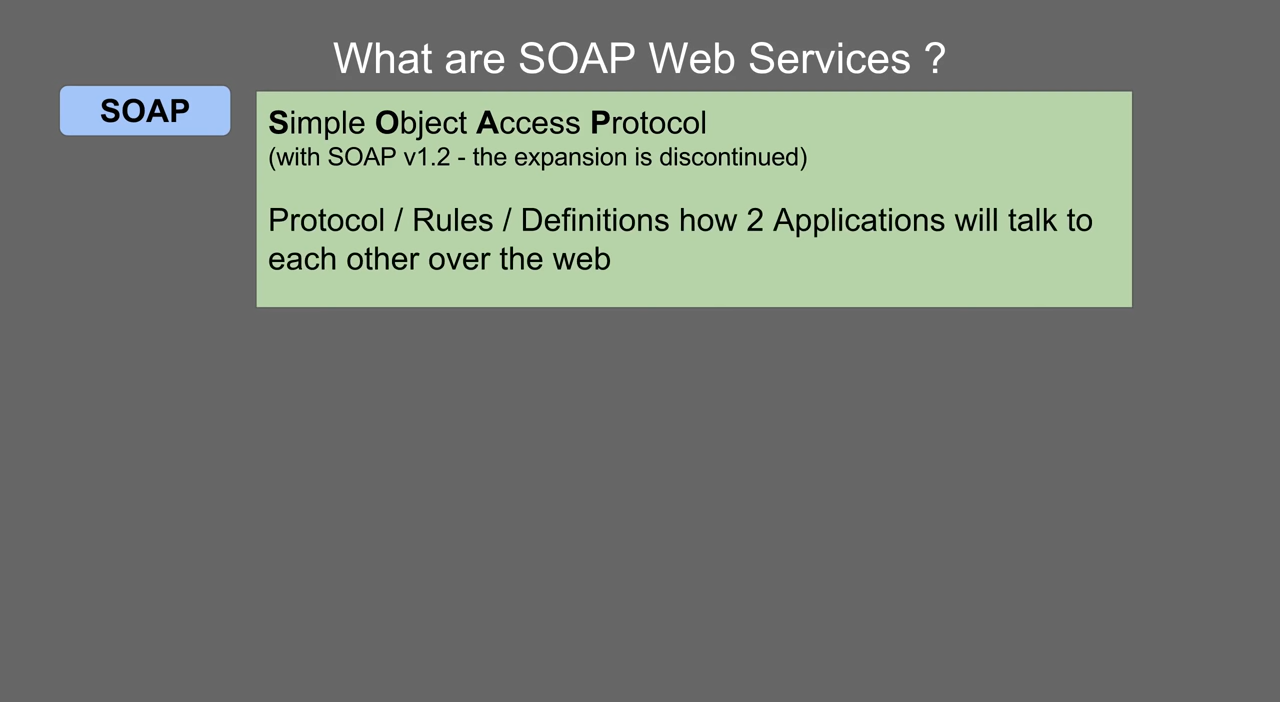 What are SOAP Web Services ?
SOAP
Simple Object Access Protocol
(with SOAP v1.2 - the expansion is discontinued)
Protocol / Rules / Definitions how 2 Applications will talk to
each other over the web